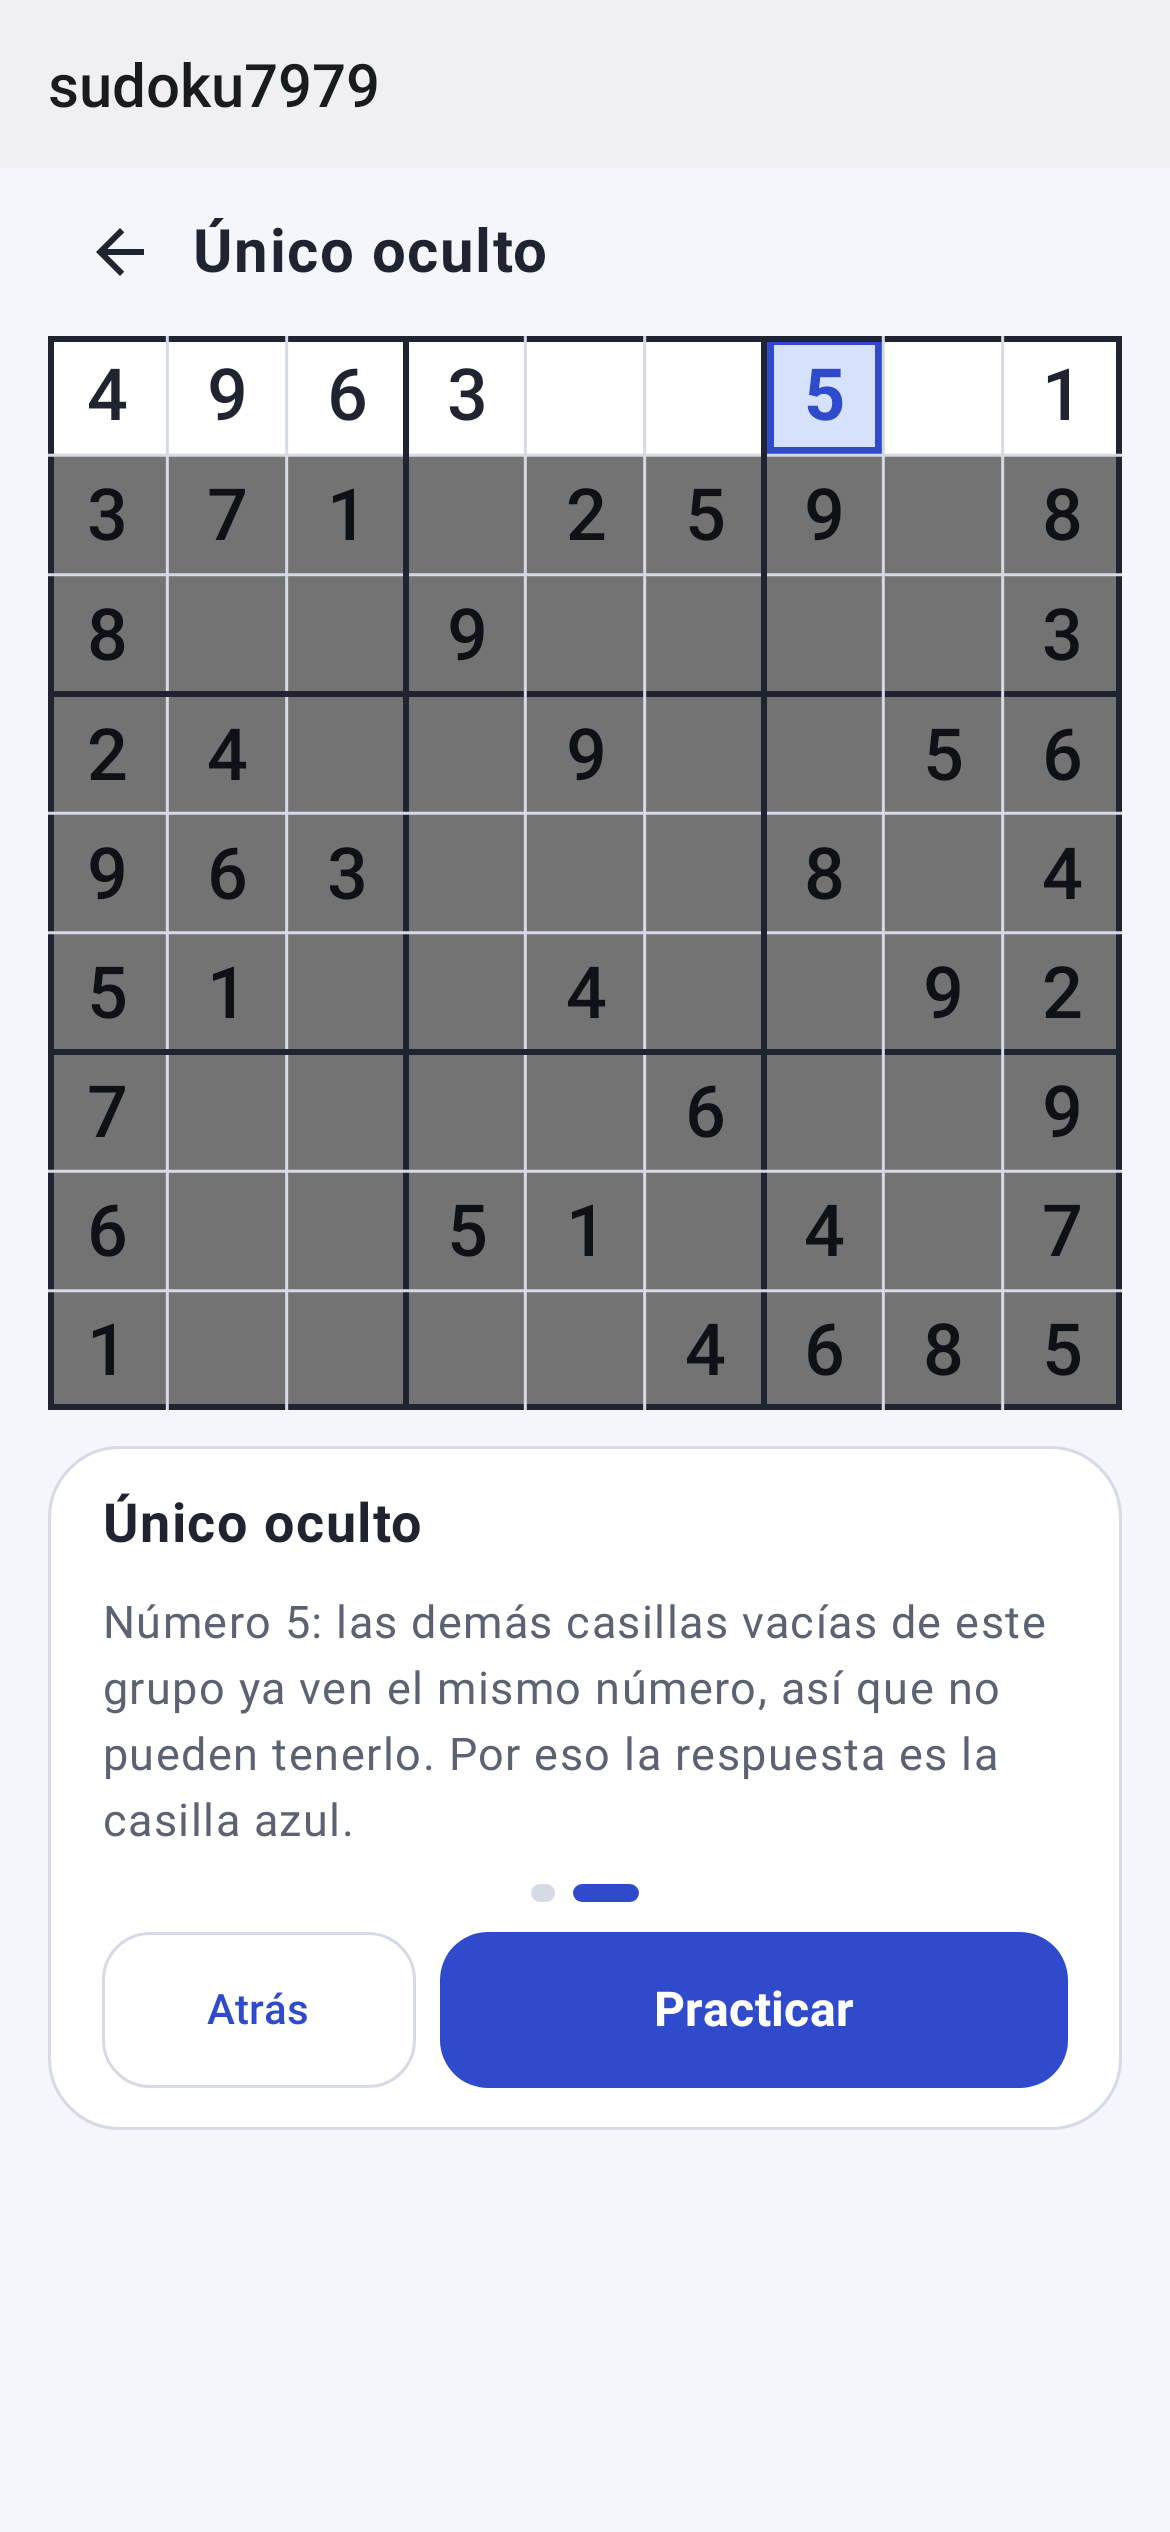 sudoku7979
Único oculto
4 9 6 3 5 1
3 7 1 2 5 9 8
8 9 3
2 4 9 5 6
9 6 3 8 4
5 1 4 9 2
7 6 9
6 5 1 4 7
1 4 6 8 5
Único oculto
Número 5: las demás casillas vacías de este
grupo ya ven el mismo número, así que no
pueden tenerlo. Por eso la respuesta es la
casilla azul.
Atrás
Practicar